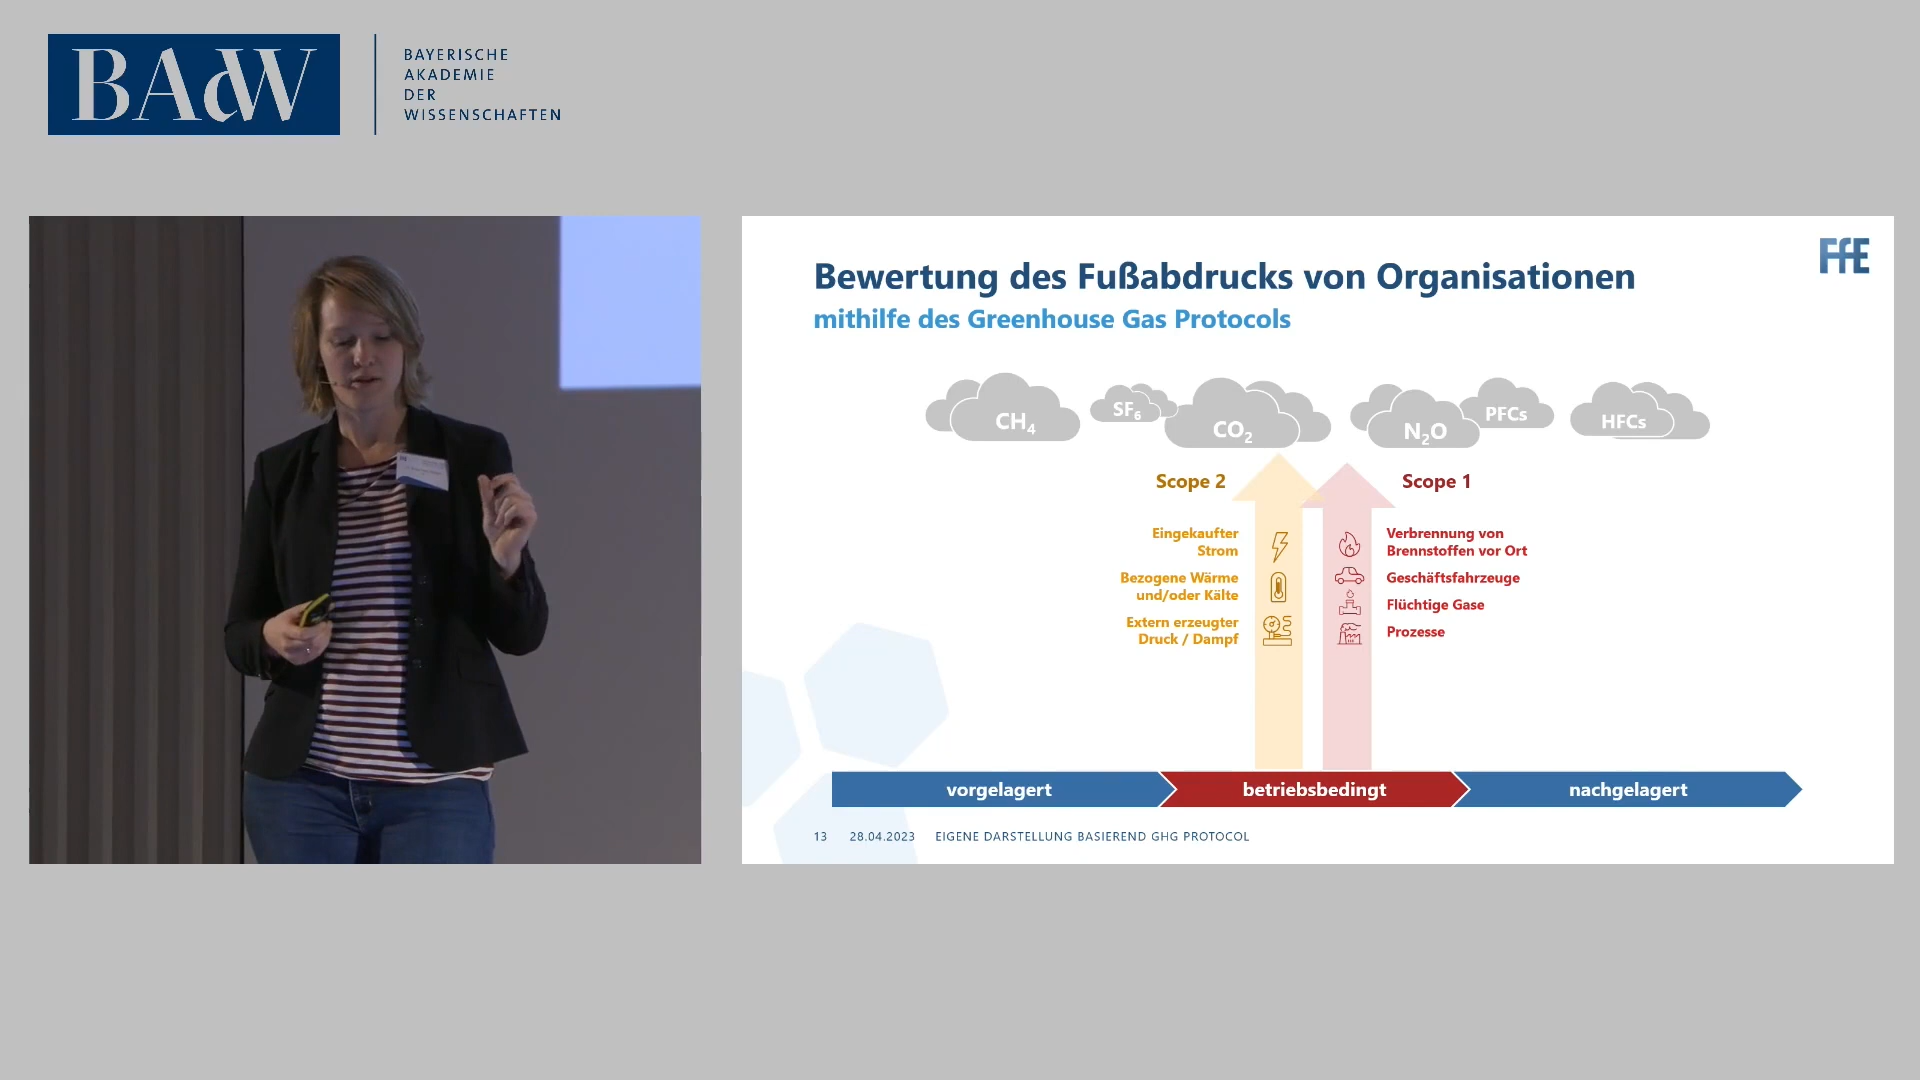 BAdW
BAYERISCHE
AKADEMIE
DER
WISSENSCHAFTEN
FfE
Bewertung des Fußabdrucks von Organisationen
mithilfe des Greenhouse Gas Protocols
CH₄
SF₆
CO₂
N₂O
PFCs
HFCs
Scope 2
Scope 1
Eingekaufter
Strom
Bezogene Wärme
und/oder Kälte
Extern erzeugter
Druck / Dampf
Verbrennung von
Brennstoffen vor Ort
Geschäftsfahrzeuge
Flüchtige Gase
Prozesse
vorgelagert
betriebsbedingt
nachgelagert
13 28.04.2023 EIGENE DARSTELLUNG BASIEREND GHG PROTOCOL